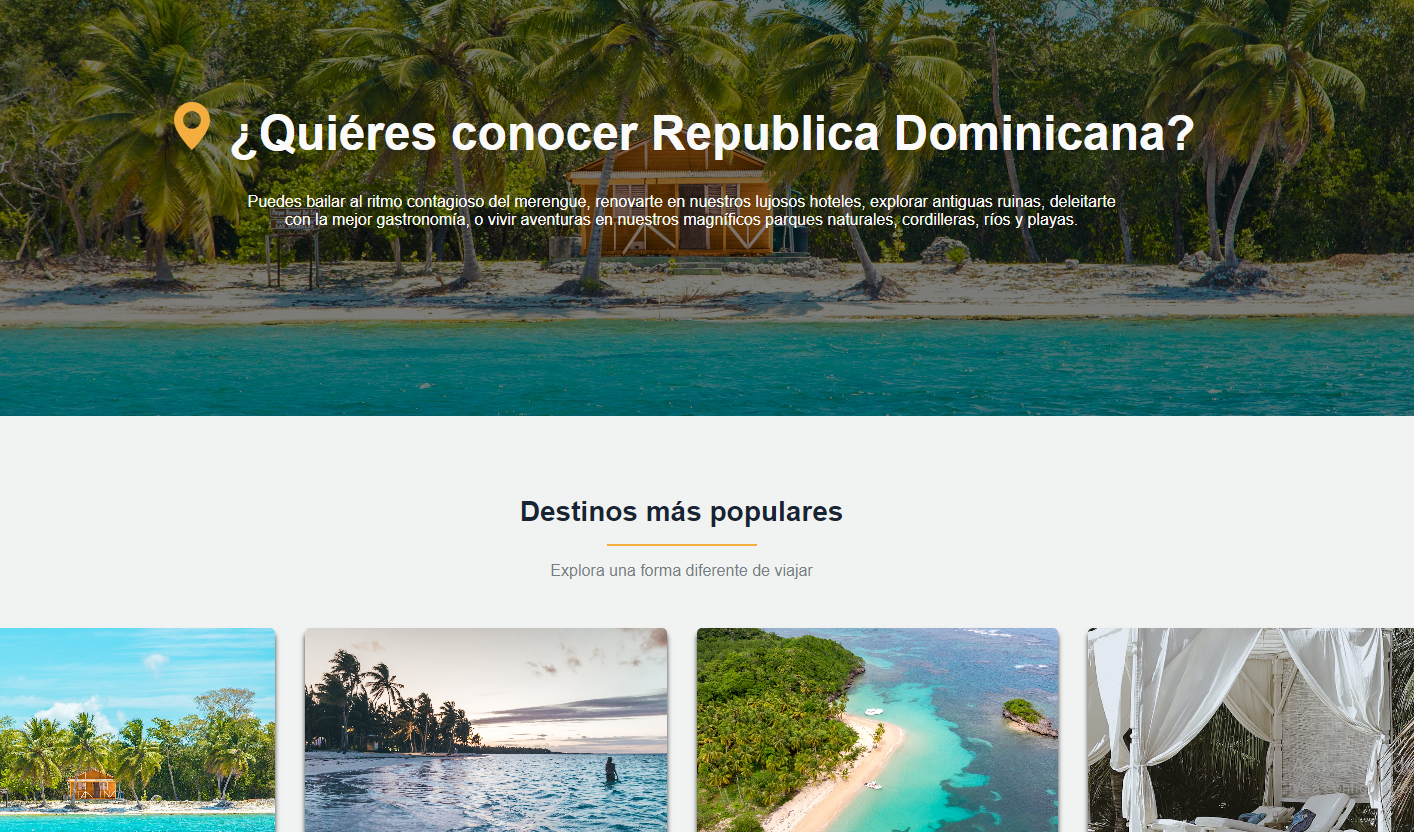 ¿Quiéres conocer Republica Dominicana?
Puedes bailar al ritmo contagioso del merengue, renovarte en nuestros lujosos hoteles, explorar antiguas ruinas, deleitarte
con la mejor gastronomía, o vivir aventuras en nuestros magníficos parques naturales, cordilleras, ríos y playas.
Destinos más populares
Explora una forma diferente de viajar